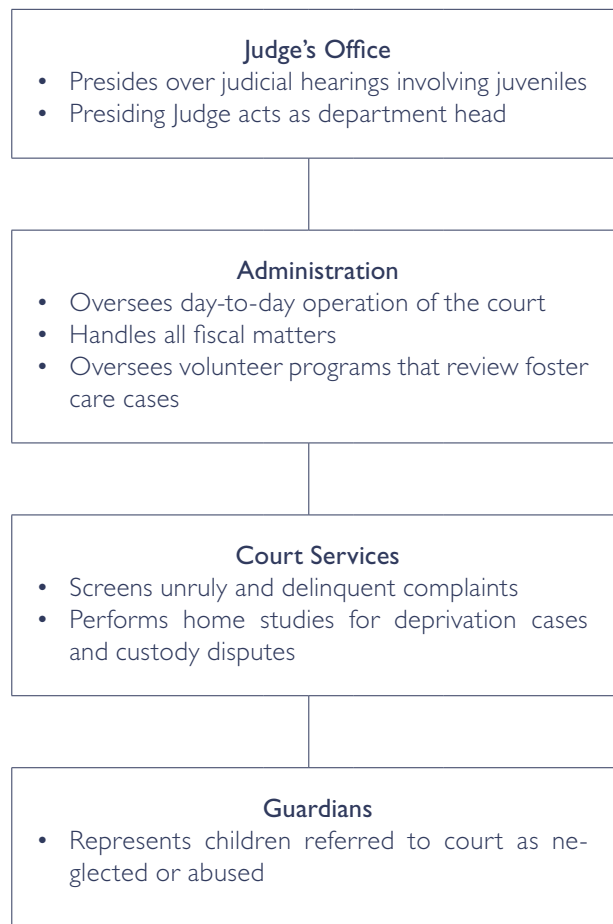 Judge’s Office
• Presides over judicial hearings involving juveniles
• Presiding Judge acts as department head
Administration
• Oversees day-to-day operation of the court
• Handles all fiscal matters
• Oversees volunteer programs that review foster
care cases
Court Services
• Screens unruly and delinquent complaints
• Performs home studies for deprivation cases
and custody disputes
Guardians
• Represents children referred to court as ne-
glected or abused